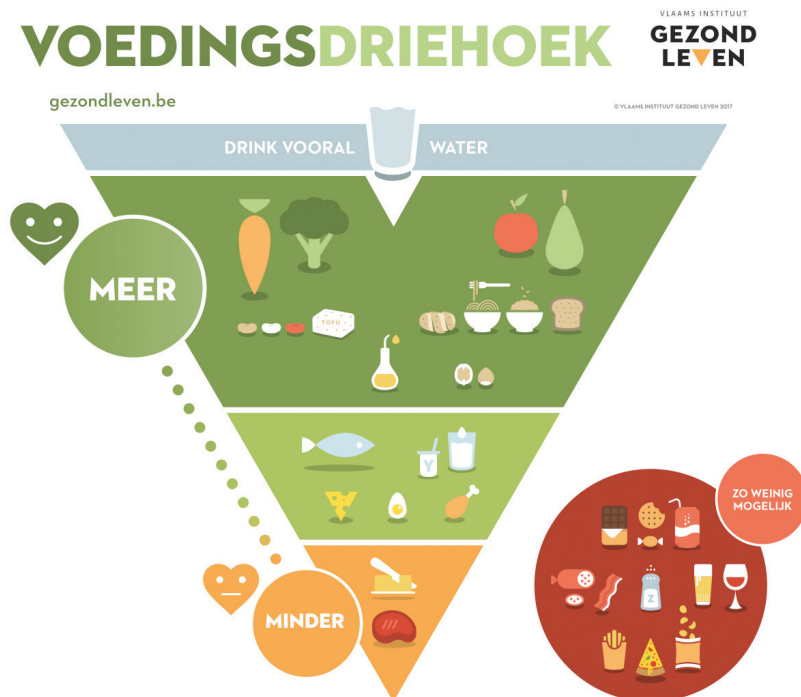 VOEDINGSDRIEHOEK
VLAAMS INSTITUUT
GEZOND
LEVEN
gezondleven.be
© VLAAMS INSTITUUT GEZOND LEVEN 2017
DRINK VOORAL WATER
MEER
TOFU
Y
ZO WEINIG
MOGELIJK
Z
MINDER